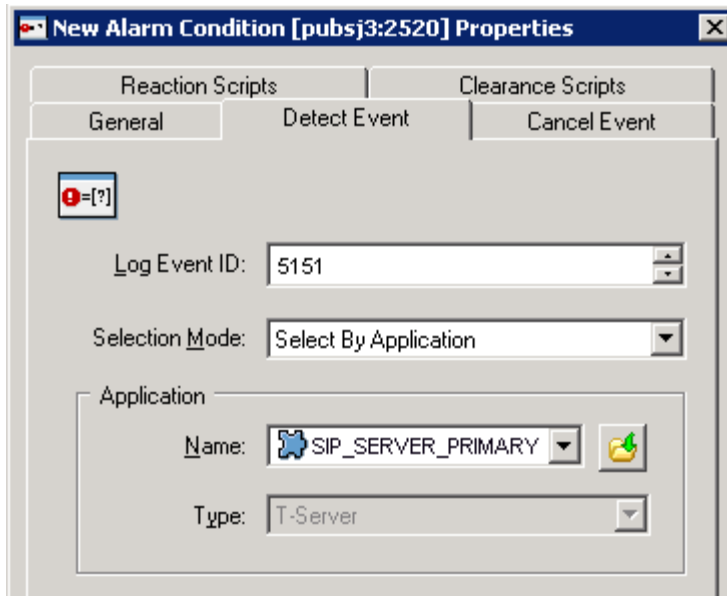 New Alarm Condition [pubsj3:2520] Properties
Reaction Scripts Clearance Scripts
General Detect Event Cancel Event
!=[?]
Log Event ID: 5151
Selection Mode: Select By Application
Application
Name: SIP_SERVER_PRIMARY
Type: T-Server